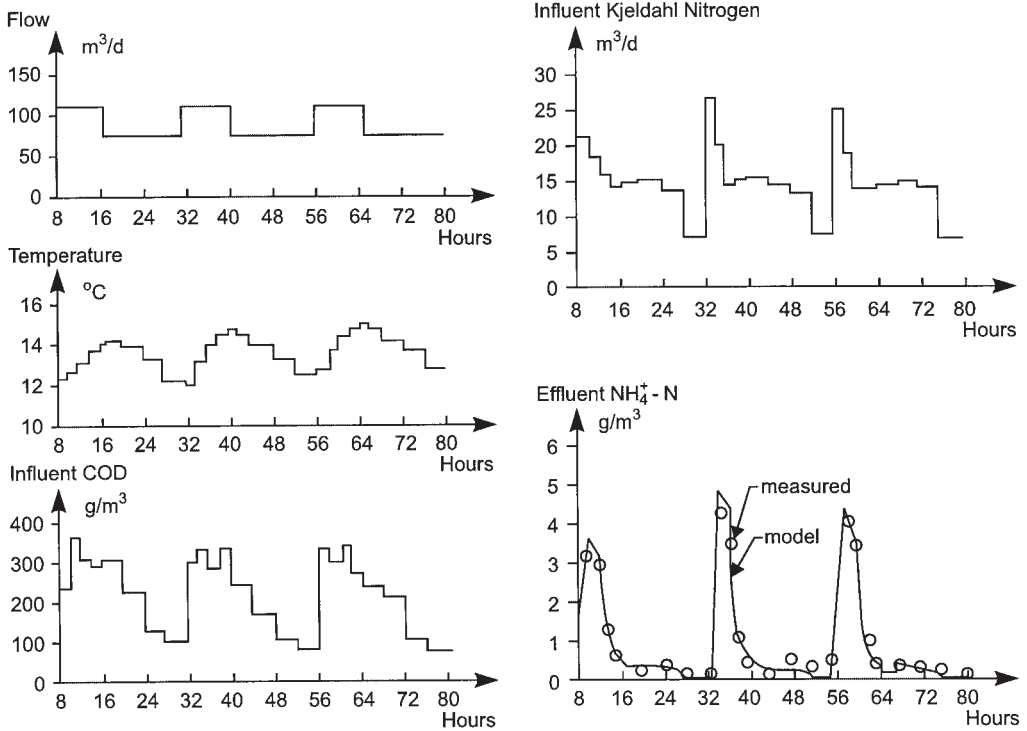 Flow
m³/d
150
100
50
0
8 16 24 32 40 48 56 64 72 80
Hours
Temperature
°C
16
14
12
10
8 16 24 32 40 48 56 64 72 80
Hours
Influent COD
g/m³
400
300
200
100
0
8 16 24 32 40 48 56 64 72 80
Hours
Influent Kjeldahl Nitrogen
m³/d
30
25
20
15
10
5
0
8 16 24 32 40 48 56 64 72 80
Hours
Effluent NH₄⁺ - N
g/m³
6
5
4
3
2
1
0
measured
model
8 16 24 32 40 48 56 64 72 80
Hours